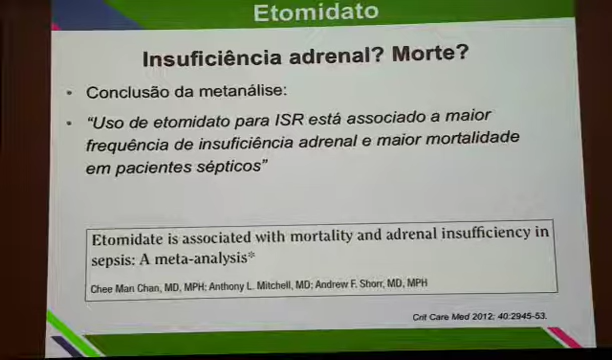 Etomidato
Insuficiência adrenal? Morte?
• Conclusão da metanálise:
• "Uso de etomidato para ISR está associado a maior
frequência de insuficiência adrenal e maior mortalidade
em pacientes sépticos"
Etomidate is associated with mortality and adrenal insufficiency in
sepsis: A meta-analysis*
Chee Man Chan, MD, MPH; Anthony L. Mitchell, MD; Andrew F. Shorr, MD, MPH
Crit Care Med 2012; 40:2945-53.